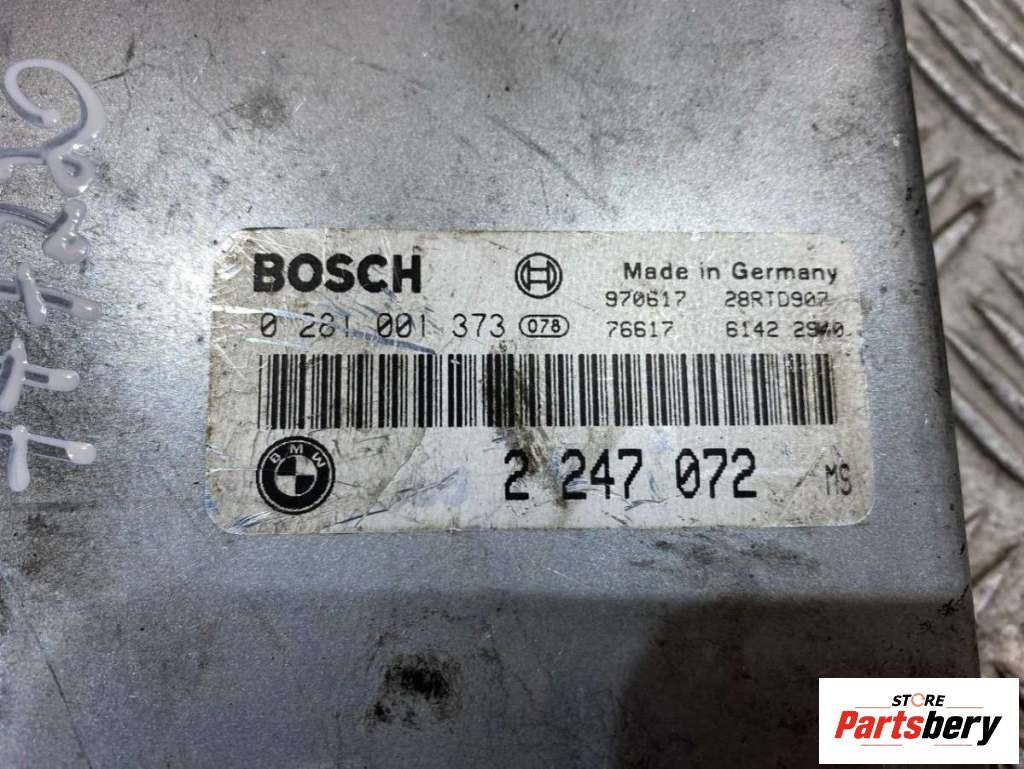 BOSCH Made in Germany
970617 28RTD907
0 281 001 373 078 76617 6142 2940
BMW 2 247 072 MS
STORE
Partsbery